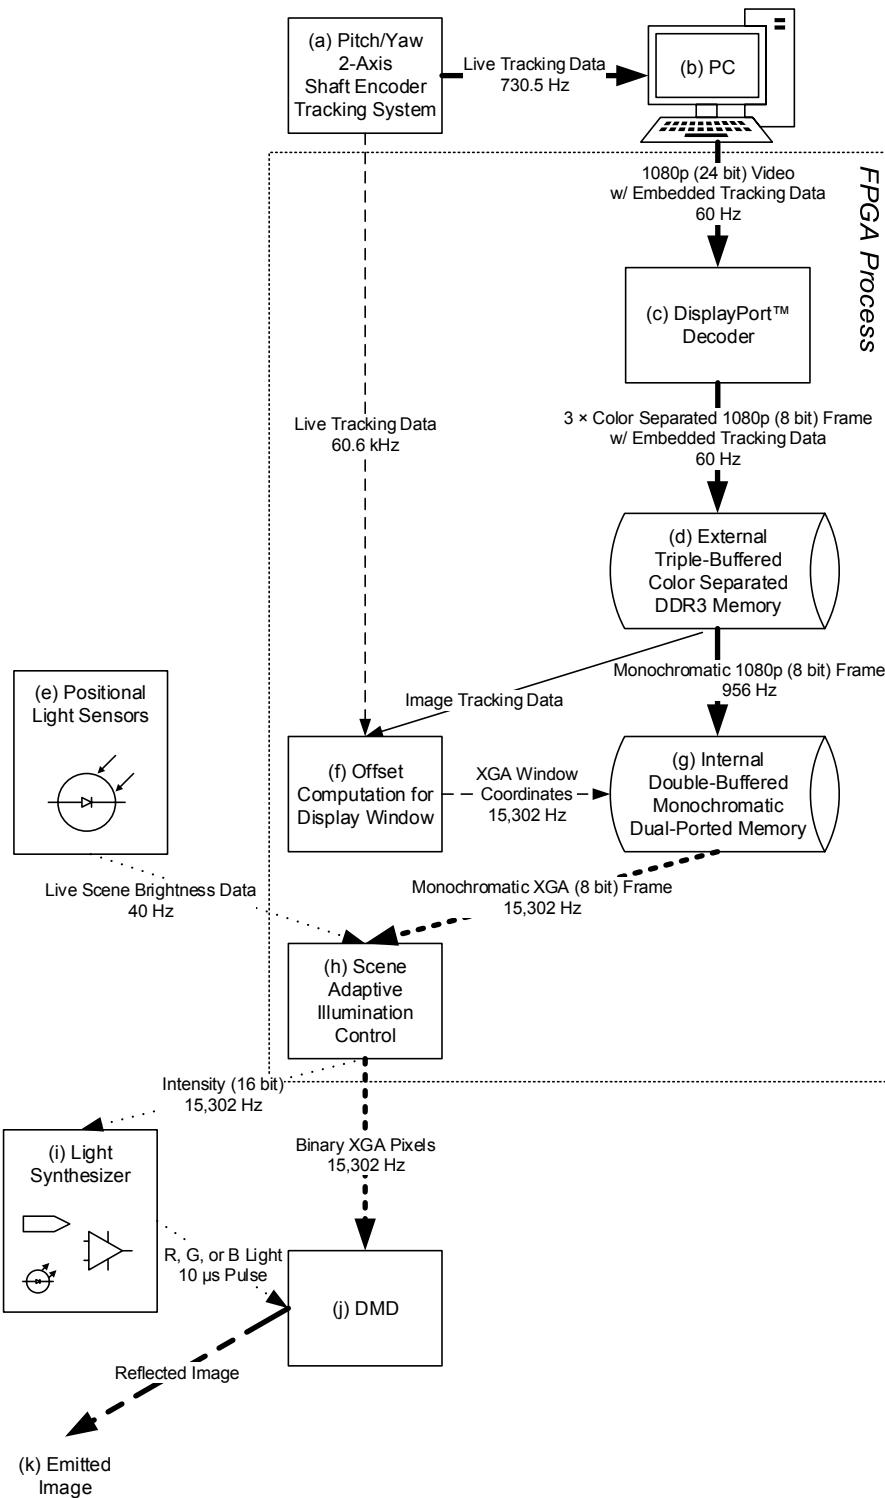 (a) Pitch/Yaw
2-Axis
Shaft Encoder
Tracking System
Live Tracking Data
730.5 Hz
(b) PC
1080p (24 bit) Video
w/ Embedded Tracking Data
60 Hz
FPGA Process
(c) DisplayPort™
Decoder
Live Tracking Data
60.6 kHz
3 × Color Separated 1080p (8 bit) Frame
w/ Embedded Tracking Data
60 Hz
(d) External
Triple-Buffered
Color Separated
DDR3 Memory
Monochromatic 1080p (8 bit) Frame
956 Hz
Image Tracking Data
(e) Positional
Light Sensors
(f) Offset
Computation for
Display Window
XGA Window
Coordinates
15,302 Hz
(g) Internal
Double-Buffered
Monochromatic
Dual-Ported Memory
Live Scene Brightness Data
40 Hz
Monochromatic XGA (8 bit) Frame
15,302 Hz
(h) Scene
Adaptive
Illumination
Control
Intensity (16 bit)
15,302 Hz
Binary XGA Pixels
15,302 Hz
(i) Light
Synthesizer
R, G, or B Light
10 µs Pulse
(j) DMD
Reflected Image
(k) Emitted
Image